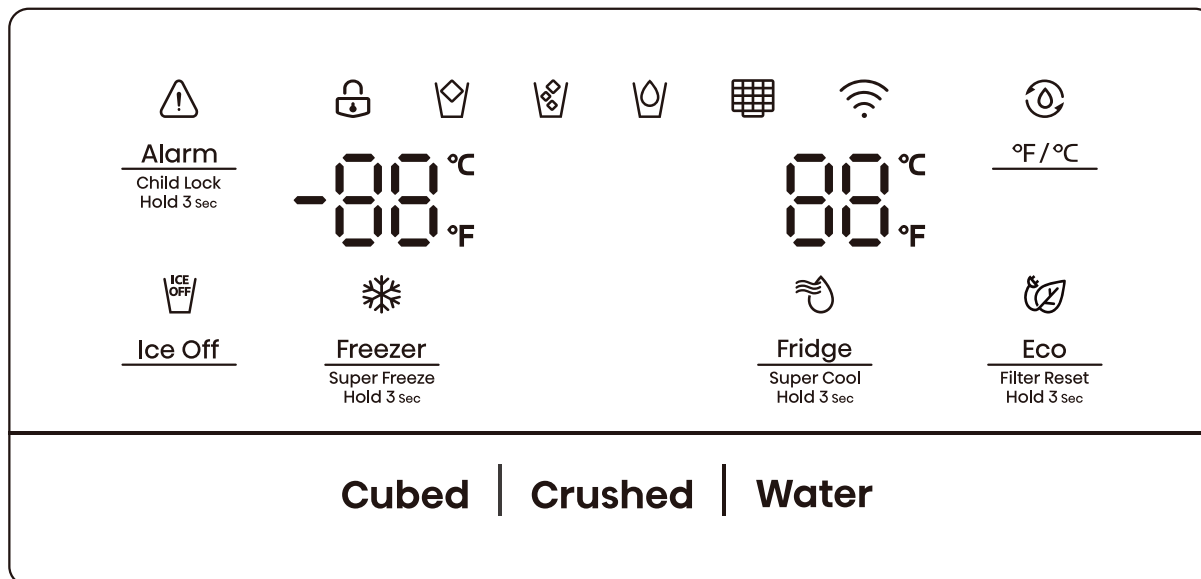 Alarm
Child Lock
Hold 3 Sec
-88 °C
°F
88 °C
°F
°F/°C
ICE
OFF
Ice Off
Freezer
Super Freeze
Hold 3 Sec
Fridge
Super Cool
Hold 3 Sec
Eco
Filter Reset
Hold 3 Sec
Cubed | Crushed | Water